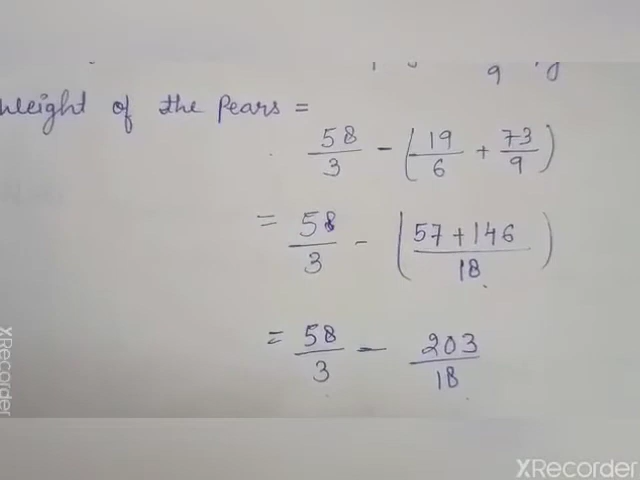 weight of the Pears =
58/3 - (19/6 + 73/9)
= 58/3 - (57+146/18)
= 58/3 - 203/18
XRecorder
XRecorder